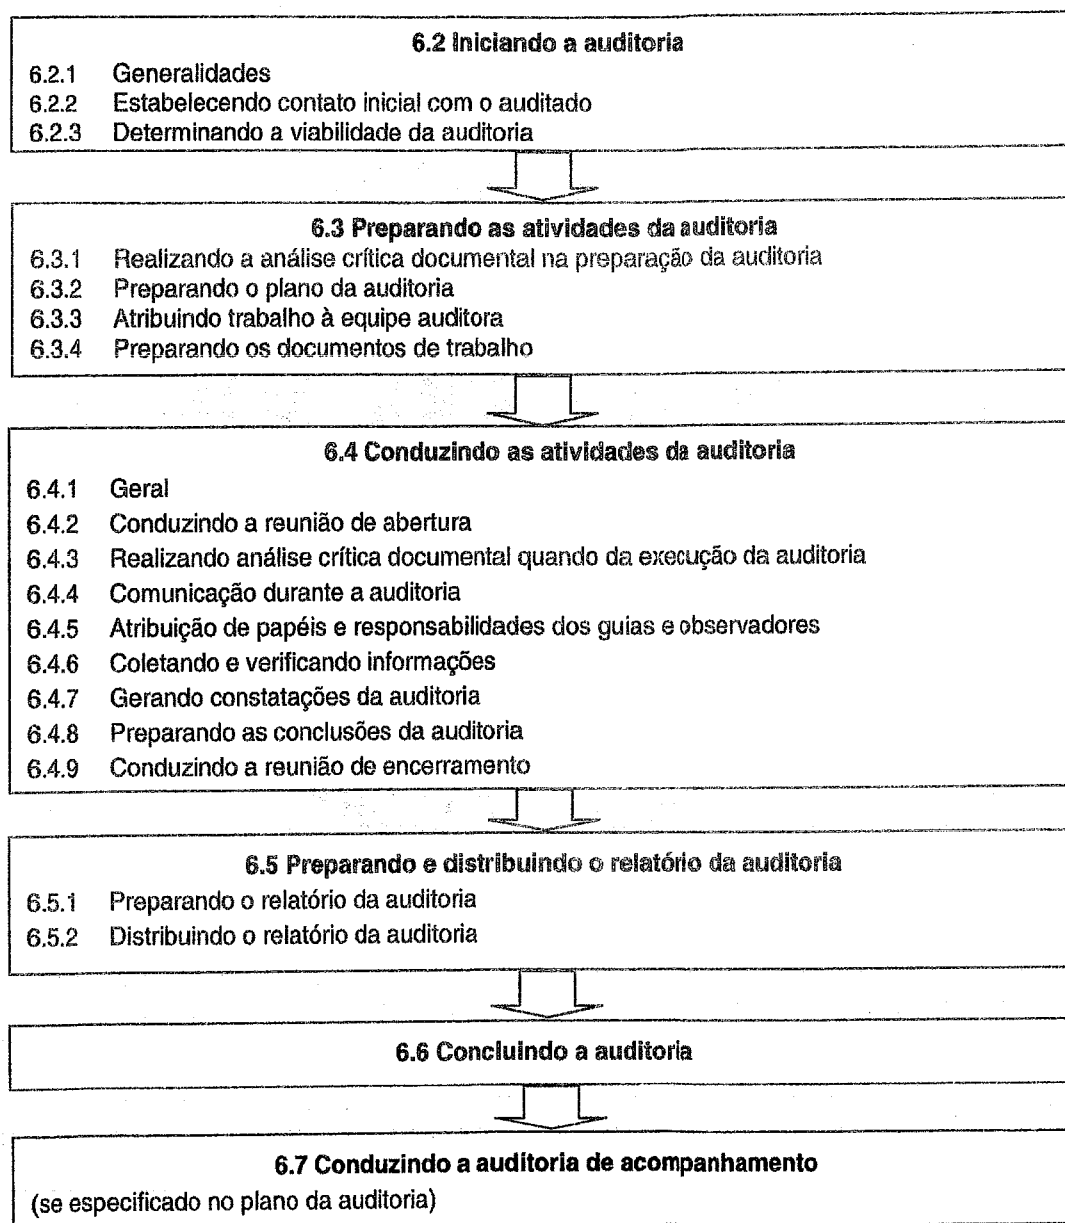 6.2 Iniciando a auditoria
6.2.1 Generalidades
6.2.2 Estabelecendo contato inicial com o auditado
6.2.3 Determinando a viabilidade da auditoria
6.3 Preparando as atividades da auditoria
6.3.1 Realizando a análise crítica documental na preparação da auditoria
6.3.2 Preparando o plano da auditoria
6.3.3 Atribuindo trabalho à equipe auditora
6.3.4 Preparando os documentos de trabalho
6.4 Conduzindo as atividades da auditoria
6.4.1 Geral
6.4.2 Conduzindo a reunião de abertura
6.4.3 Realizando análise crítica documental quando da execução da auditoria
6.4.4 Comunicação durante a auditoria
6.4.5 Atribuição de papéis e responsabilidades dos guias e observadores
6.4.6 Coletando e verificando informações
6.4.7 Gerando constatações da auditoria
6.4.8 Preparando as conclusões da auditoria
6.4.9 Conduzindo a reunião de encerramento
6.5 Preparando e distribuindo o relatório da auditoria
6.5.1 Preparando o relatório da auditoria
6.5.2 Distribuindo o relatório da auditoria
6.6 Concluindo a auditoria
6.7 Conduzindo a auditoria de acompanhamento
(se especificado no plano da auditoria)